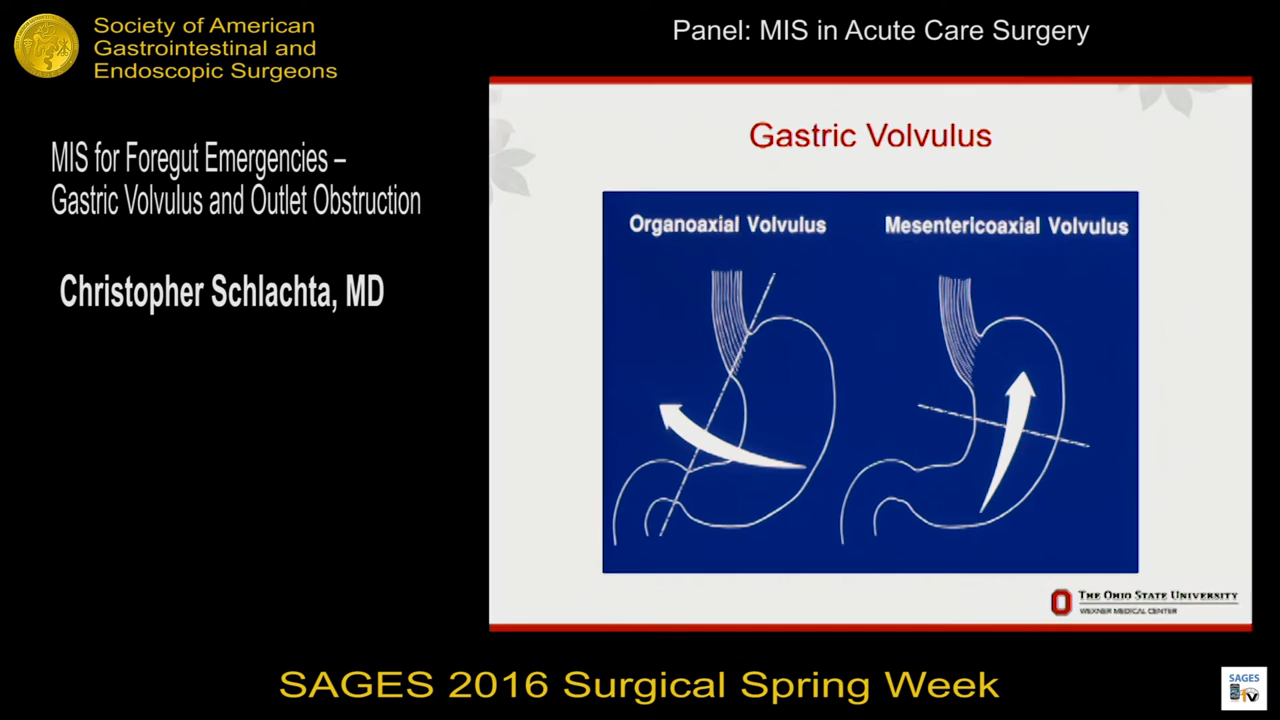 Society of American
Gastrointestinal and
Endoscopic Surgeons
Panel: MIS in Acute Care Surgery
MIS for Foregut Emergencies –
Gastric Volvulus and Outlet Obstruction
Christopher Schlachta, MD
Gastric Volvulus
Organoaxial Volvulus
Mesentericoaxial Volvulus
THE OHIO STATE UNIVERSITY
WEXNER MEDICAL CENTER
SAGES 2016 Surgical Spring Week
SAGES
TV